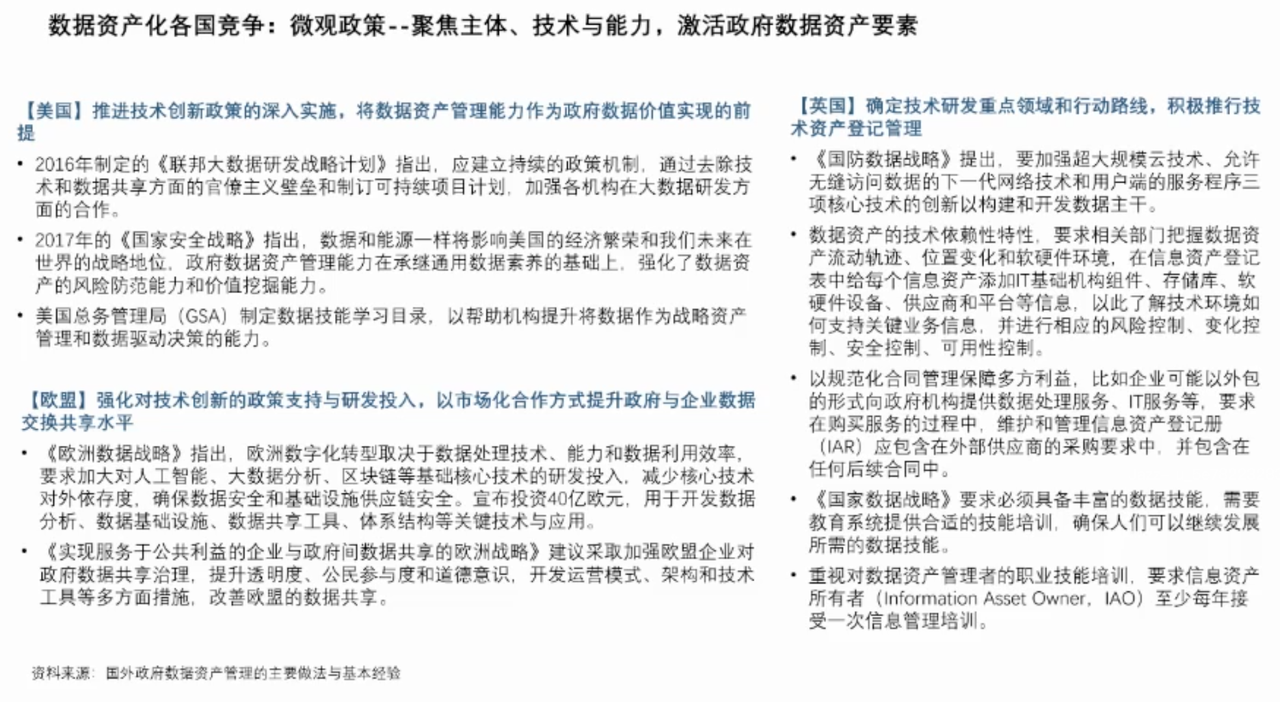 数据资产化各国竞争：微观政策--聚焦主体、技术与能力，激活政府数据资产要素
【美国】推进技术创新政策的深入实施，将数据资产管理能力作为政府数据价值实现的前
提
• 2016年制定的《联邦大数据研发战略计划》指出，应建立持续的政策机制，通过去除技
术和数据共享方面的官僚主义壁垒和制订可持续项目计划，加强各机构在大数据研发方
面的合作。
• 2017年的《国家安全战略》指出，数据和能源一样将影响美国的经济繁荣和我们未来在
世界的战略地位，政府数据资产管理能力在承继通用数据素养的基础上，强化了数据资
产的风险防范能力和价值挖掘能力。
• 美国总务管理局（GSA）制定数据技能学习目录，以帮助机构提升将数据作为战略资产
管理和数据驱动决策的能力。
【欧盟】强化对技术创新的政策支持与研发投入，以市场化合作方式提升政府与企业数据
交换共享水平
• 《欧洲数据战略》指出，欧洲数字化转型取决于数据处理技术、能力和数据利用效率，
要求加大对人工智能、大数据分析、区块链等基础核心技术的研发投入，减少核心技术
对外依存度，确保数据安全和基础设施供应链安全。宣布投资40亿欧元，用于开发数据
分析、数据基础设施、数据共享工具、体系结构等关键技术与应用。
• 《实现服务于公共利益的企业与政府间数据共享的欧洲战略》建议采取加强欧盟企业对
政府数据共享治理，提升透明度、公民参与度和道德意识，开发运营模式、架构和技术
工具等多方面措施，改善欧盟的数据共享。
【英国】确定技术研发重点领域和行动路线，积极推行技
术资产登记管理
• 《国防数据战略》提出，要加强超大规模云技术、允许
无缝访问数据的下一代网络技术和用户端的服务程序三
项核心技术的创新以构建和开发数据主干。
• 数据资产的技术依赖性特性，要求相关部门把握数据资
产流动轨迹、位置变化和软硬件环境，在信息资产登记
表中给每个信息资产添加IT基础机构组件、存储库、软
硬件设备、供应商和平台等信息，以此了解技术环境如
何支持关键业务信息，并进行相应的风险控制、变化控
制、安全控制、可用性控制。
• 以规范化合同管理保障多方利益，比如企业可能以外包
的形式向政府机构提供数据处理服务、IT服务等，要求
在购买服务的过程中，维护和管理信息资产登记册
（IAR）应包含在外部供应商的采购要求中，并包含在
任何后续合同中。
• 《国家数据战略》要求必须具备丰富的数据技能，需要
教育系统提供合适的技能培训，确保人们可以继续发展
所需的数据技能。
• 重视对数据资产管理者的职业技能培训，要求信息资产
所有者（Information Asset Owner，IAO）至少每年接
受一次信息管理培训。
资料来源：国外政府数据资产管理的主要做法与基本经验